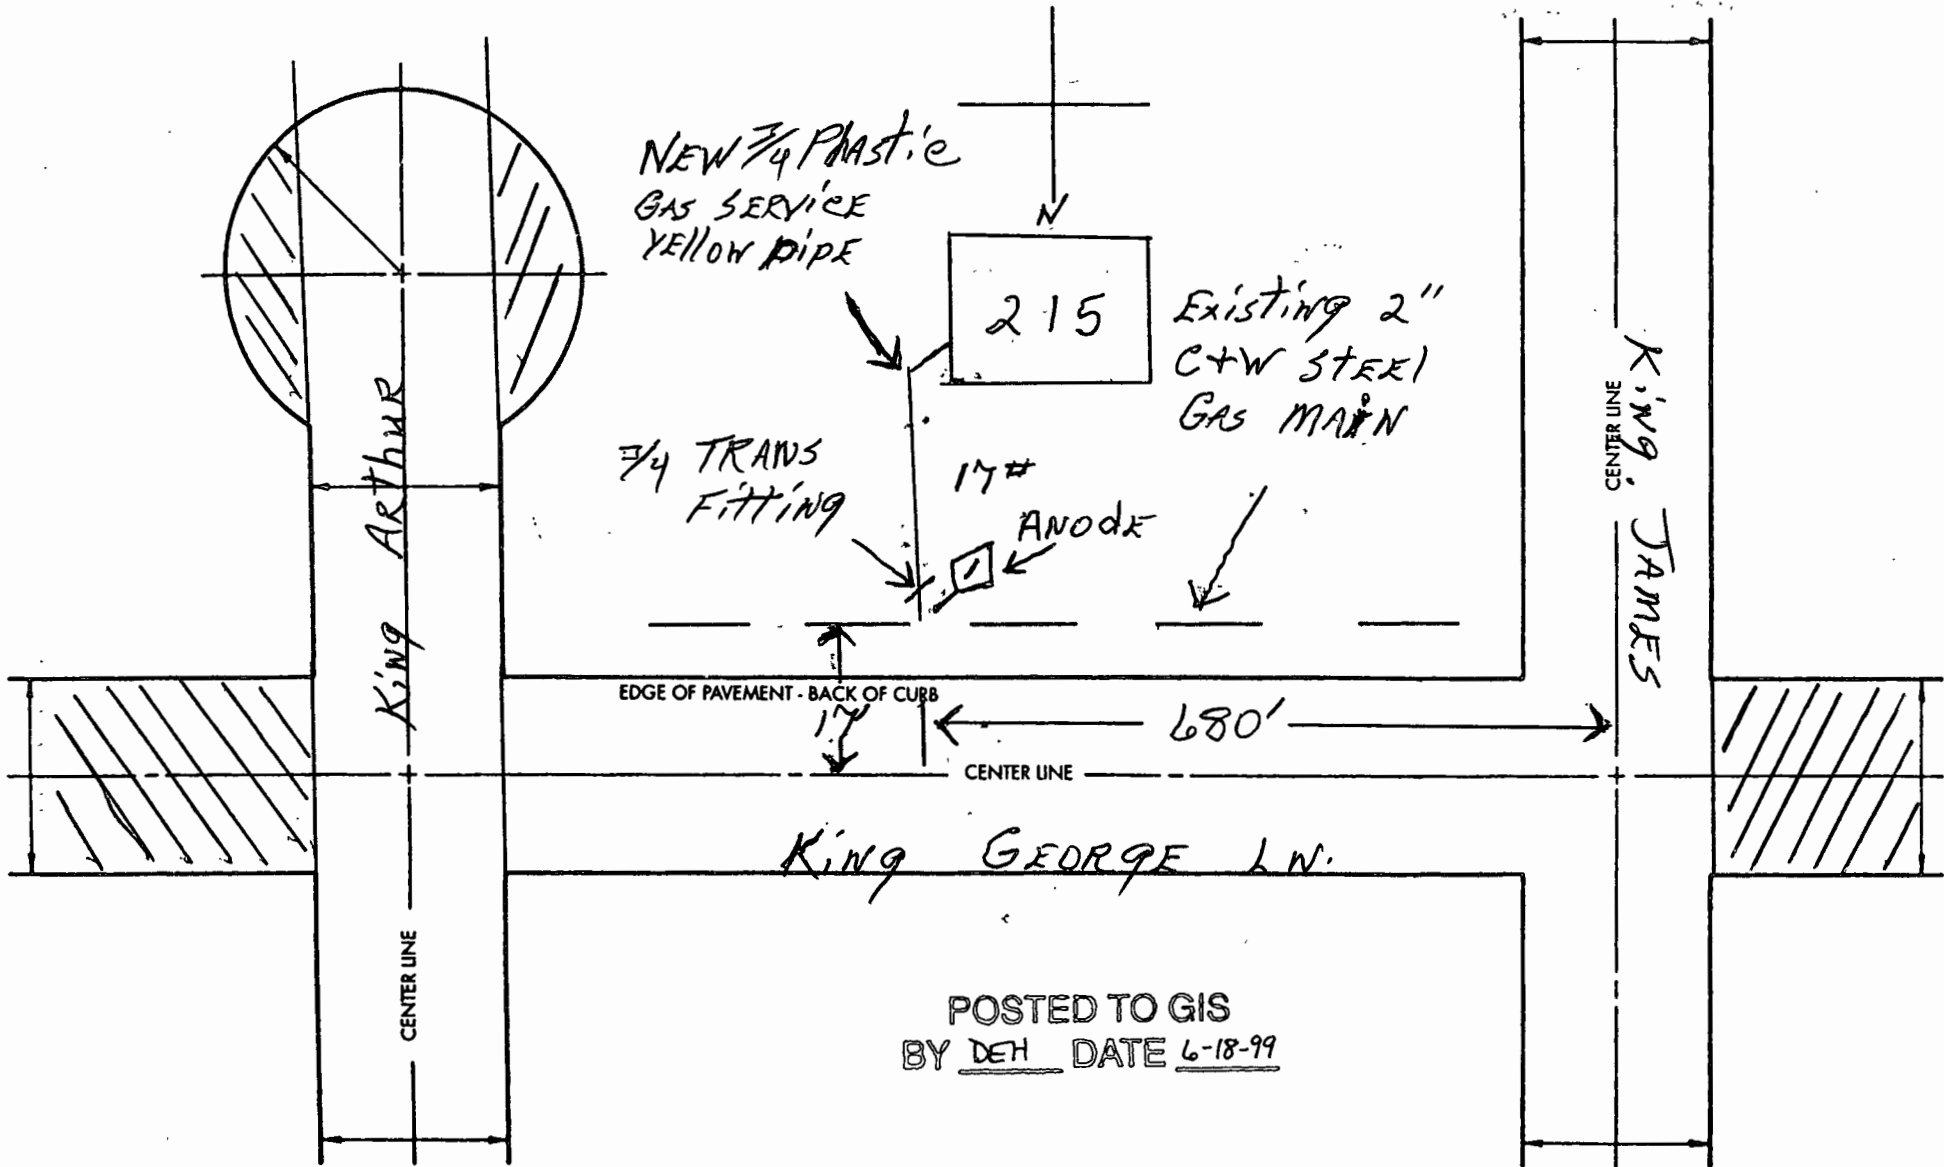 NEW 3/4 Plastic
GAS SERVICE
YEllow PIPE
N
215
Existing 2"
C+W STEEl
GAS MAIN
3/4 TRANS
Fitting
17#
ANOdE
King Arthur
CENTER LINE
King JAMES
CENTER LINE
EDGE OF PAVEMENT - BACK OF CURB
17'
680'
CENTER LINE
King GEORgE LN.
POSTED TO GIS
BY DEH DATE 6-18-99